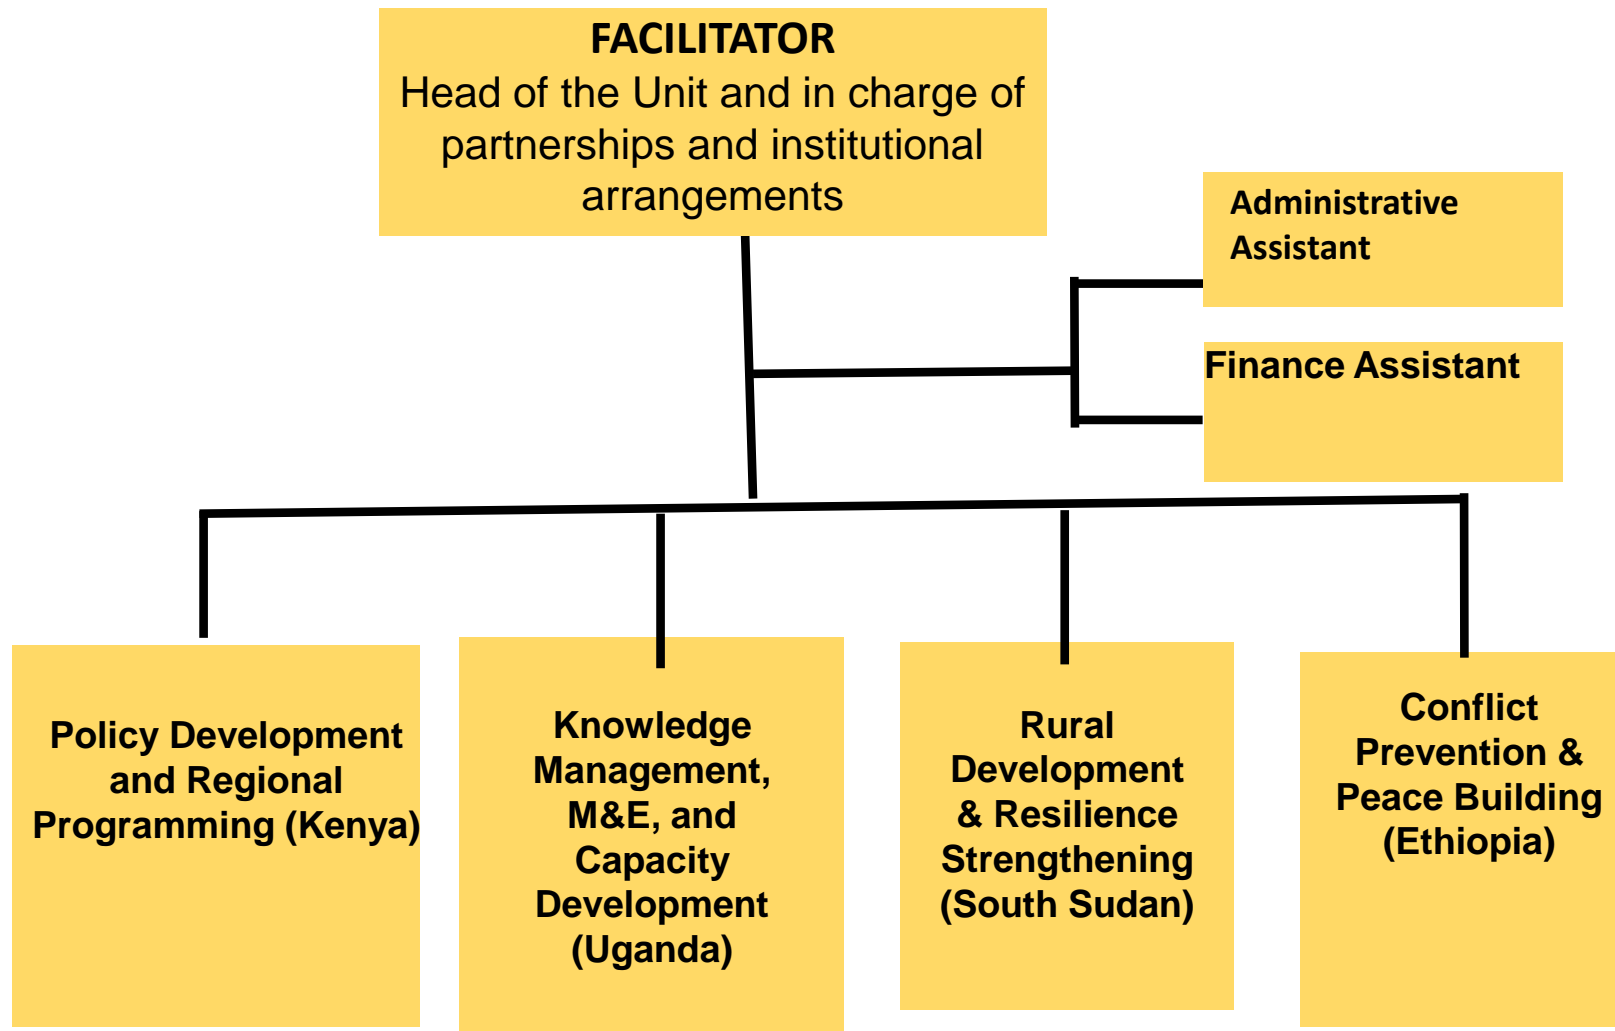 FACILITATOR
Head of the Unit and in charge of
partnerships and institutional
arrangements
Administrative
Assistant
Finance Assistant
Policy Development
and Regional
Programming (Kenya)
Knowledge
Management,
M&E, and
Capacity
Development
(Uganda)
Rural
Development
& Resilience
Strengthening
(South Sudan)
Conflict
Prevention &
Peace Building
(Ethiopia)